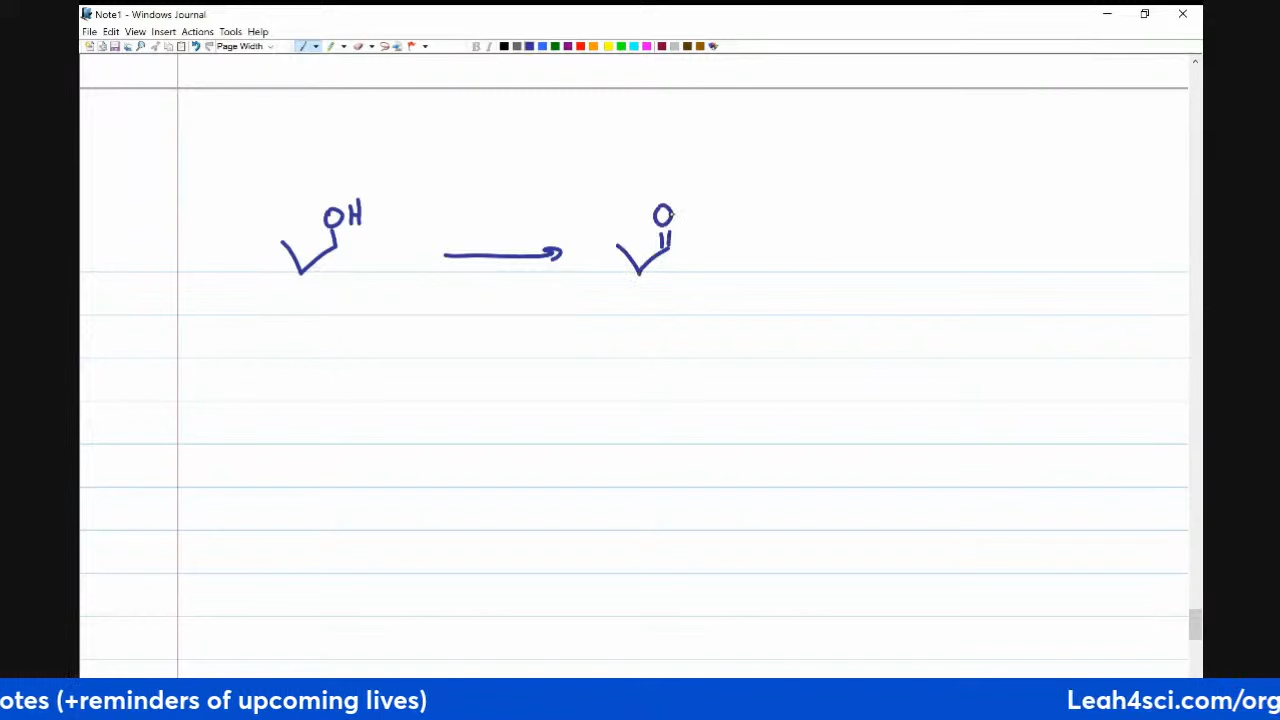 Note1 - Windows Journal
File Edit View Insert Actions Tools Help
Page Width
B I
OH
O
otes (+reminders of upcoming lives)
Leah4sci.com/org